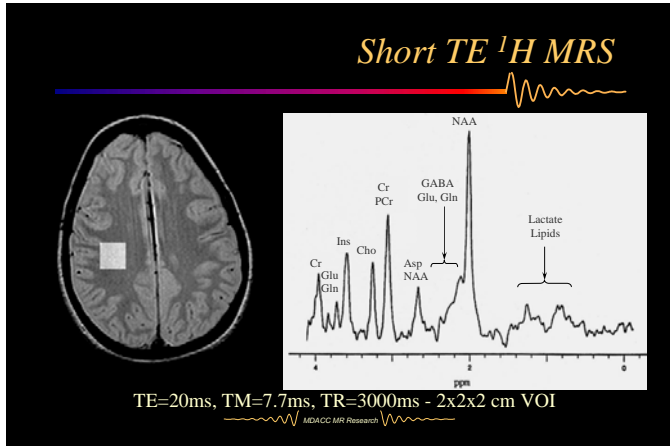 Short TE ¹H MRS
NAA
Cr
PCr
GABA
Glu, Gln
Lactate
Lipids
Ins
Cho
Cr
Glu
Gln
Asp
NAA
4
2
0
ppm
TE=20ms, TM=7.7ms, TR=3000ms - 2x2x2 cm VOI
MDACC MR Research